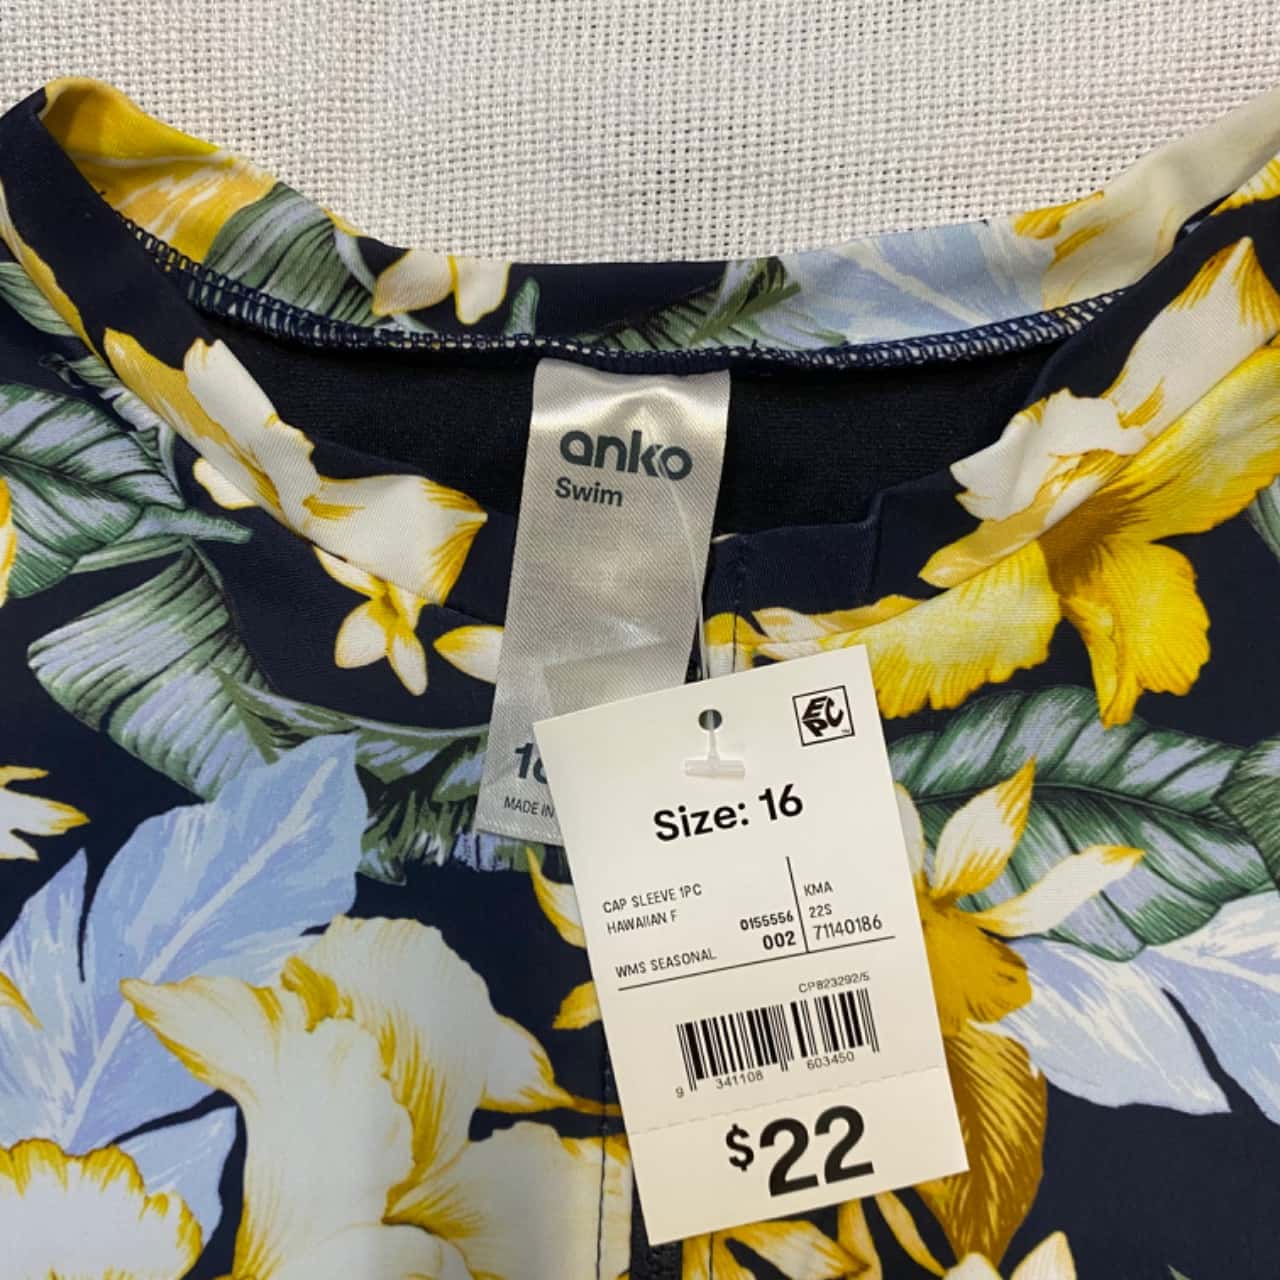 anko
Swim
MADE IN
EPC
Size: 16
CAP SLEEVE 1PC
HAWAIIAN F
0155556
002
WMS SEASONAL
KMA
22S
71140186
CP823292/5
9 341108 603450
$22